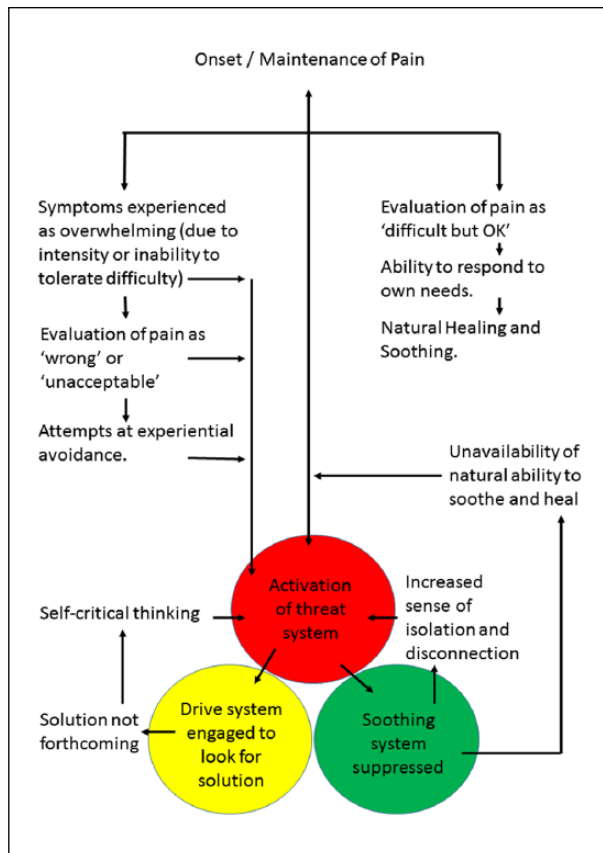 Onset / Maintenance of Pain
Symptoms experienced
as overwhelming (due to
intensity or inability to
tolerate difficulty)
Evaluation of pain as
‘wrong’ or
‘unacceptable’
Attempts at experiential
avoidance.
Evaluation of pain as
‘difficult but OK’
Ability to respond to
own needs.
Natural Healing and
Soothing.
Unavailability of
natural ability to
soothe and heal
Activation
of threat
system
Increased
sense of
isolation and
disconnection
Self-critical thinking
Solution not
forthcoming
Drive system
engaged to
look for
solution
Soothing
system
suppressed